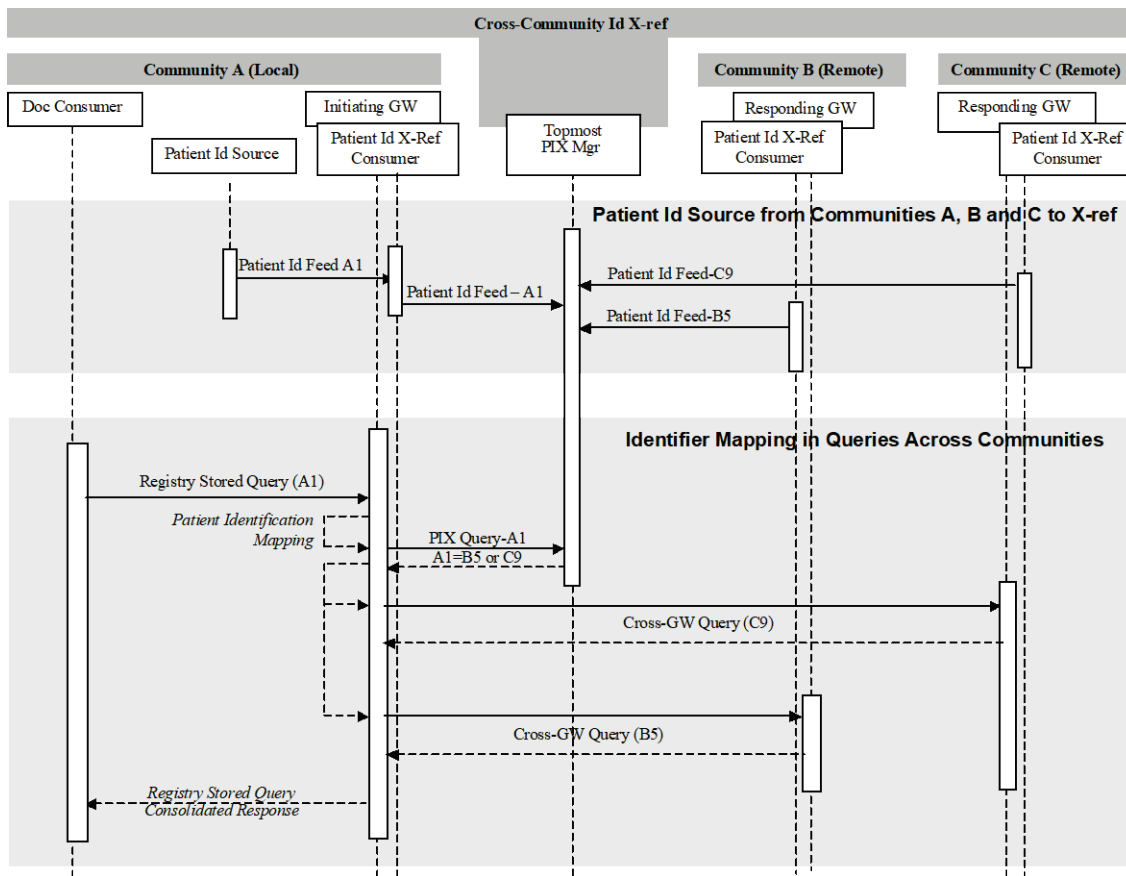 Cross-Community Id X-ref
Community A (Local)
Community B (Remote)
Community C (Remote)
Doc Consumer
Initiating GW
Responding GW
Responding GW
Patient Id Source
Patient Id X-Ref
Consumer
Topmost
PIX Mgr
Patient Id X-Ref
Consumer
Patient Id X-Ref
Consumer
Patient Id Source from Communities A, B and C to X-ref
Patient Id Feed A1
Patient Id Feed-C9
Patient Id Feed – A1
Patient Id Feed-B5
Identifier Mapping in Queries Across Communities
Registry Stored Query (A1)
Patient Identification
Mapping
PIX Query-A1
A1=B5 or C9
Cross-GW Query (C9)
Cross-GW Query (B5)
Registry Stored Query
Consolidated Response